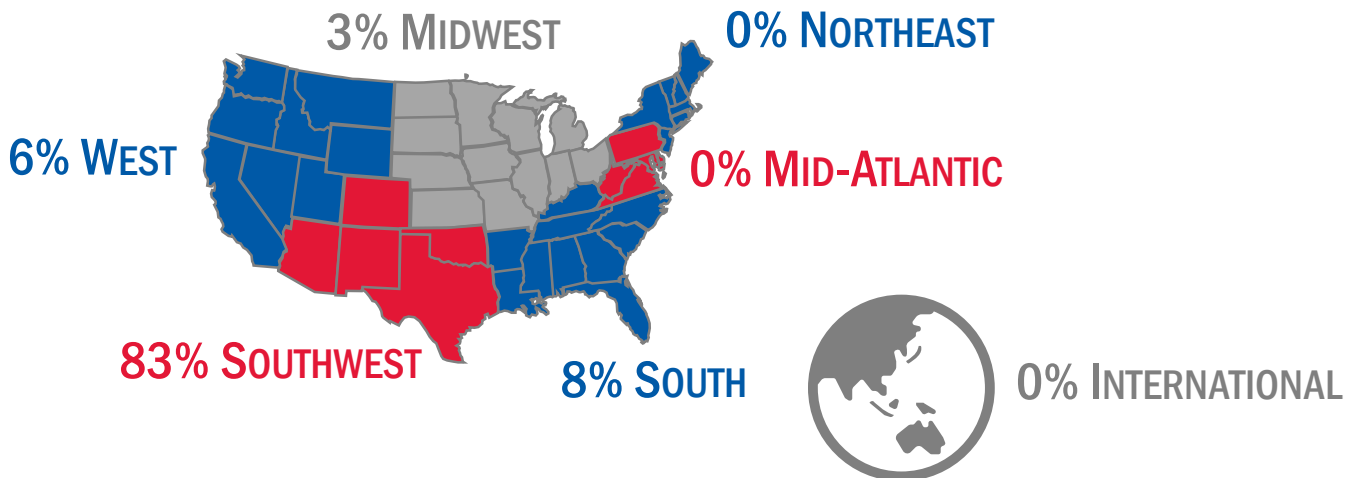 3% MIDWEST
0% NORTHEAST
6% WEST
0% MID-ATLANTIC
83% SOUTHWEST
8% SOUTH
0% INTERNATIONAL